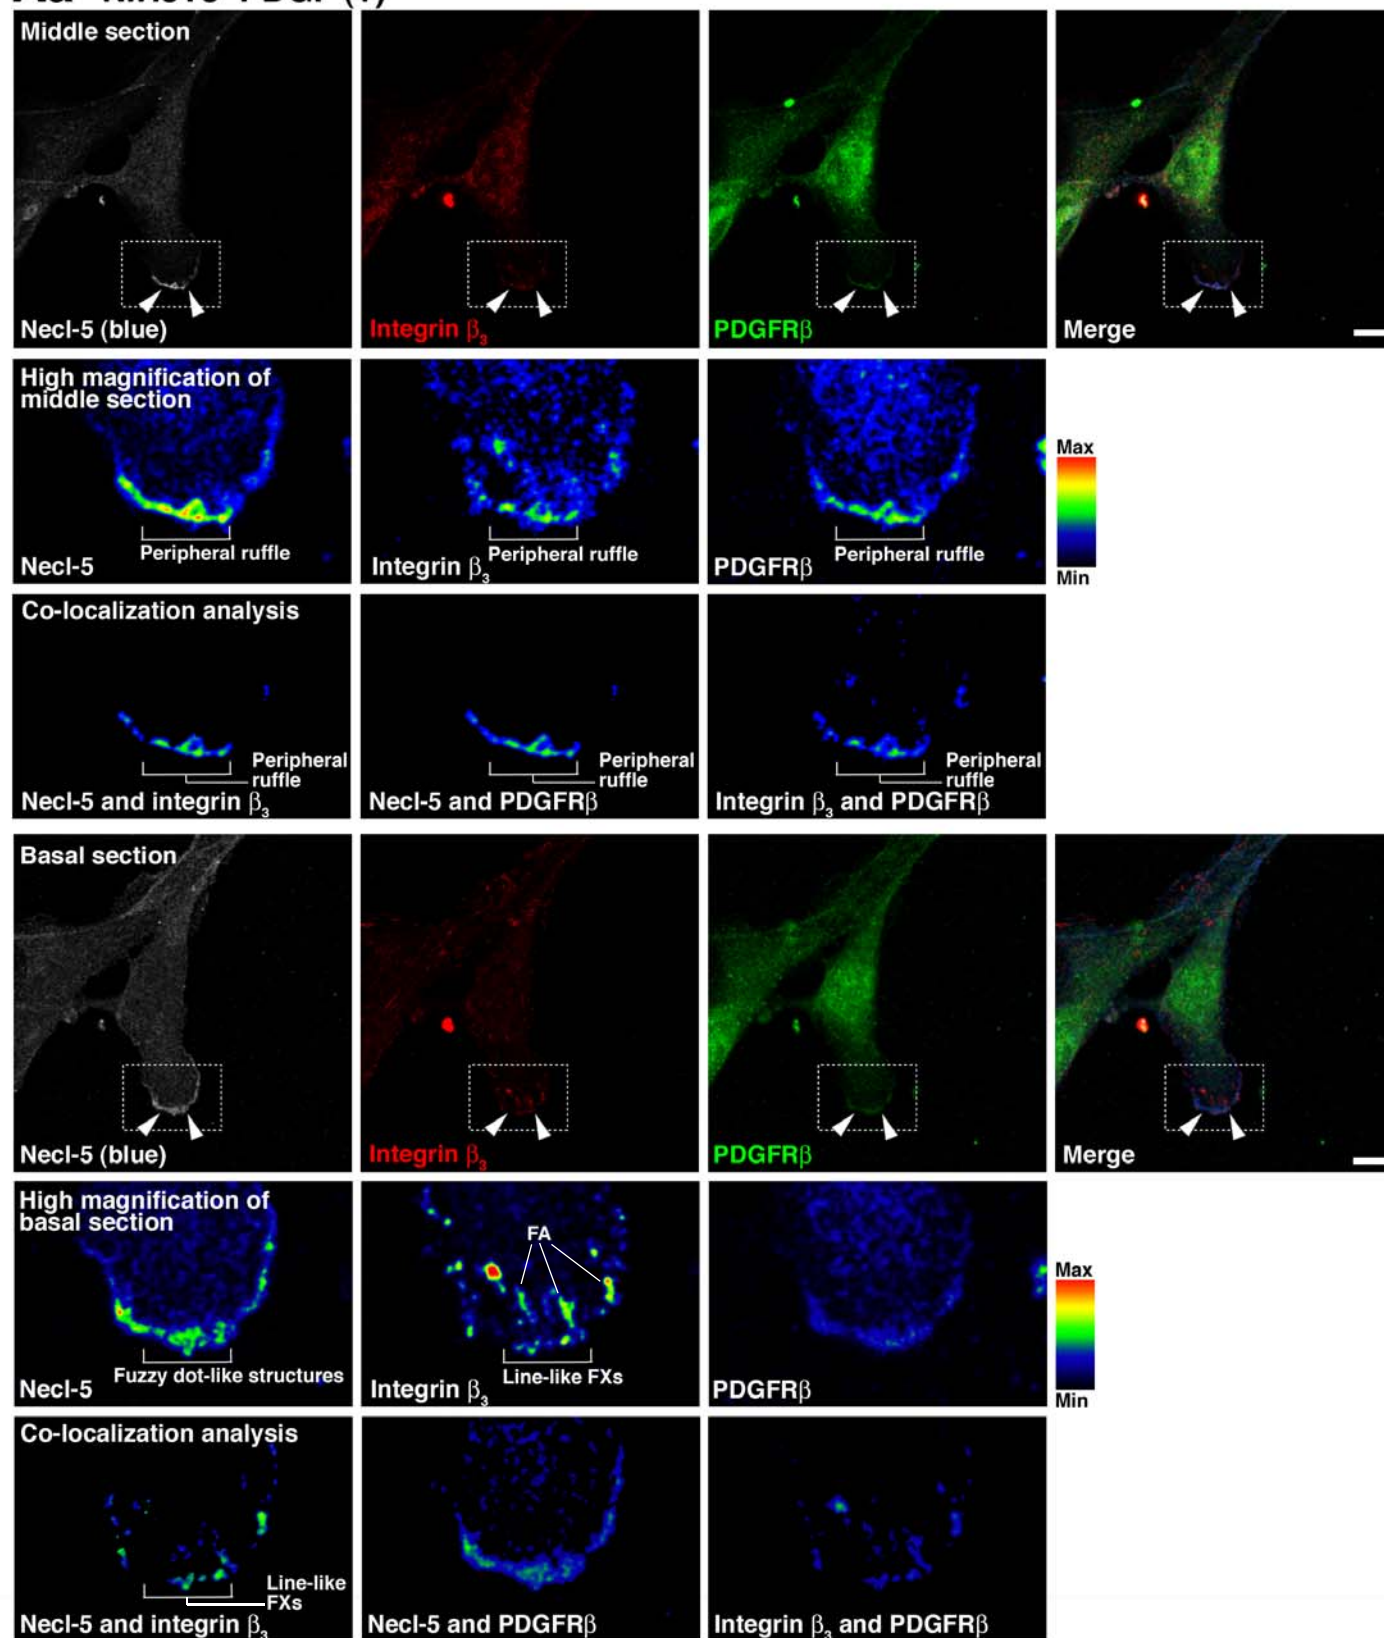 Middle section
Necl-5 (blue)
Integrin β3
PDGFRβ
Merge
High magnification of
middle section
Peripheral ruffle
Necl-5
Peripheral ruffle
Integrin β3
Peripheral ruffle
PDGFRβ
Max
Min
Co-localization analysis
Peripheral
ruffle
Necl-5 and integrin β3
Peripheral
ruffle
Necl-5 and PDGFRβ
Peripheral
ruffle
Integrin β3 and PDGFRβ
Basal section
Necl-5 (blue)
Integrin β3
PDGFRβ
Merge
High magnification of
basal section
Fuzzy dot-like structures
Necl-5
FA
Line-like FXs
Integrin β3
PDGFRβ
Max
Min
Co-localization analysis
Line-like
FXs
Necl-5 and integrin β3
Necl-5 and PDGFRβ
Integrin β3 and PDGFRβ